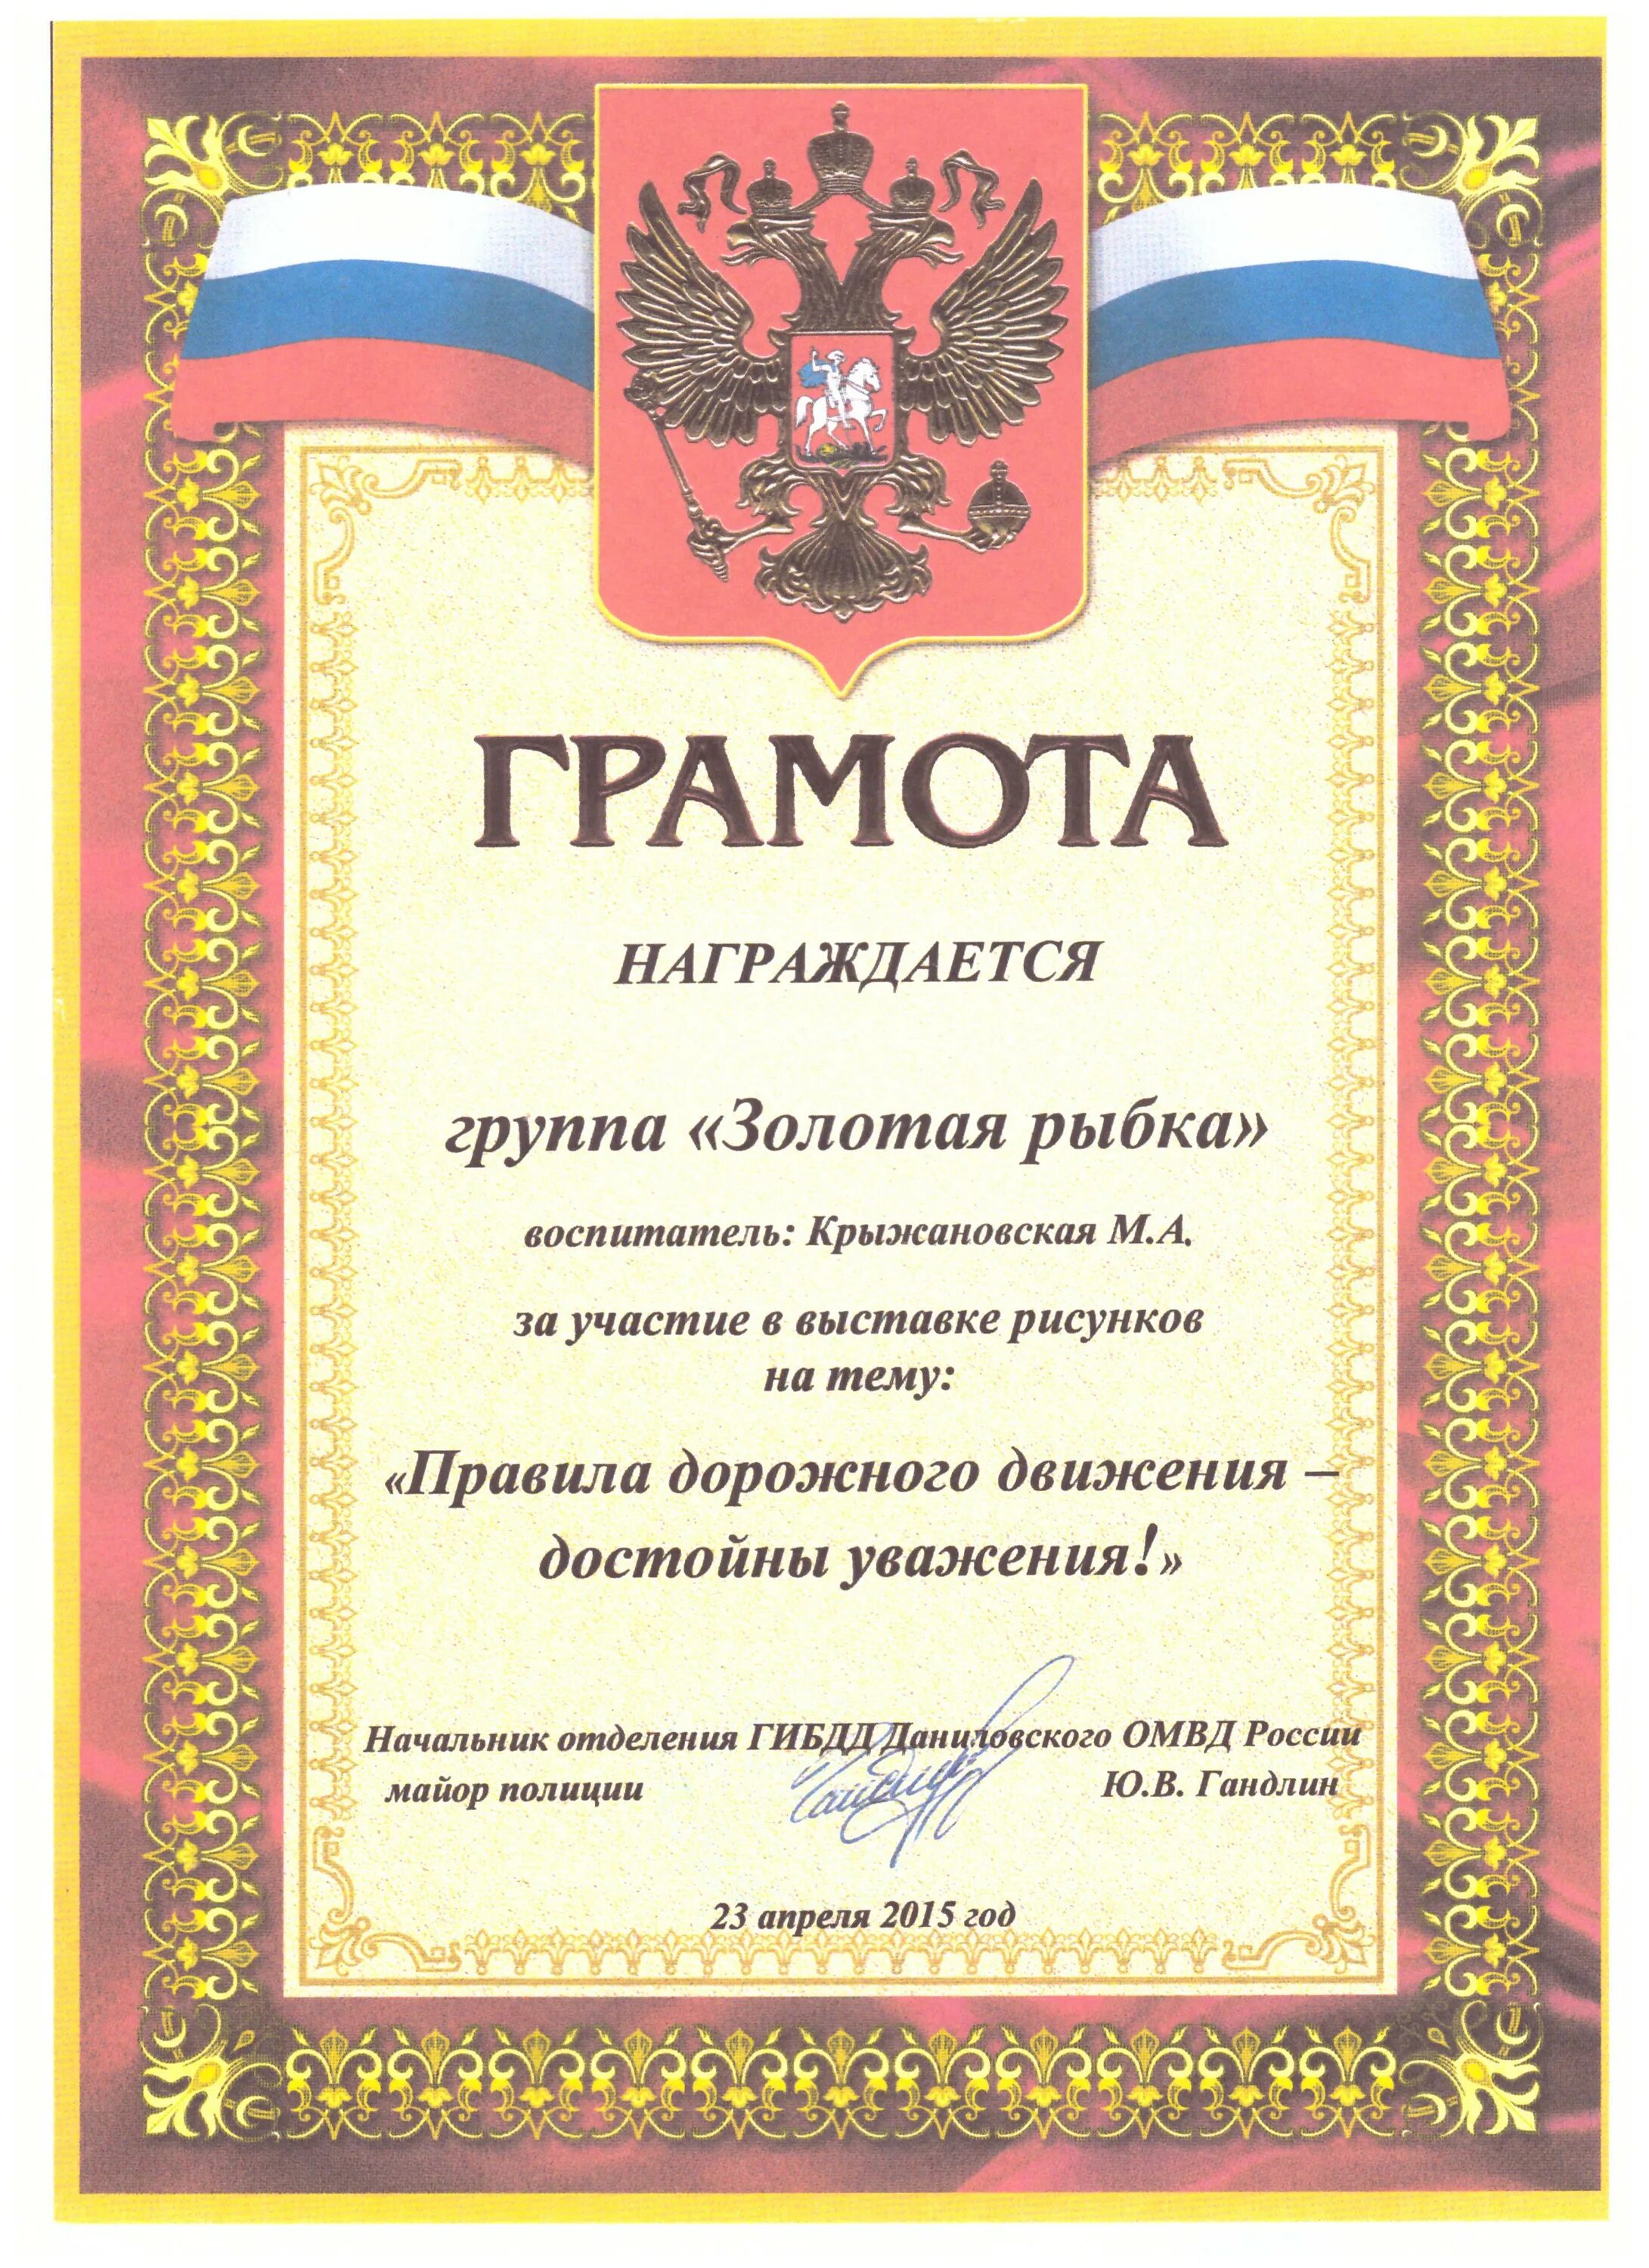 ГРАМОТА
НАГРАЖДАЕТСЯ
группа «Золотая рыбка»
воспитатель: Крыжановская М.А.
за участие в выставке рисунков
на тему:
«Правила дорожного движения –
достойны уважения!»
Начальник отделения ГИБДД Даниловского ОМВД России
майор полиции Ю.В. Гандлин
23 апреля 2015 год